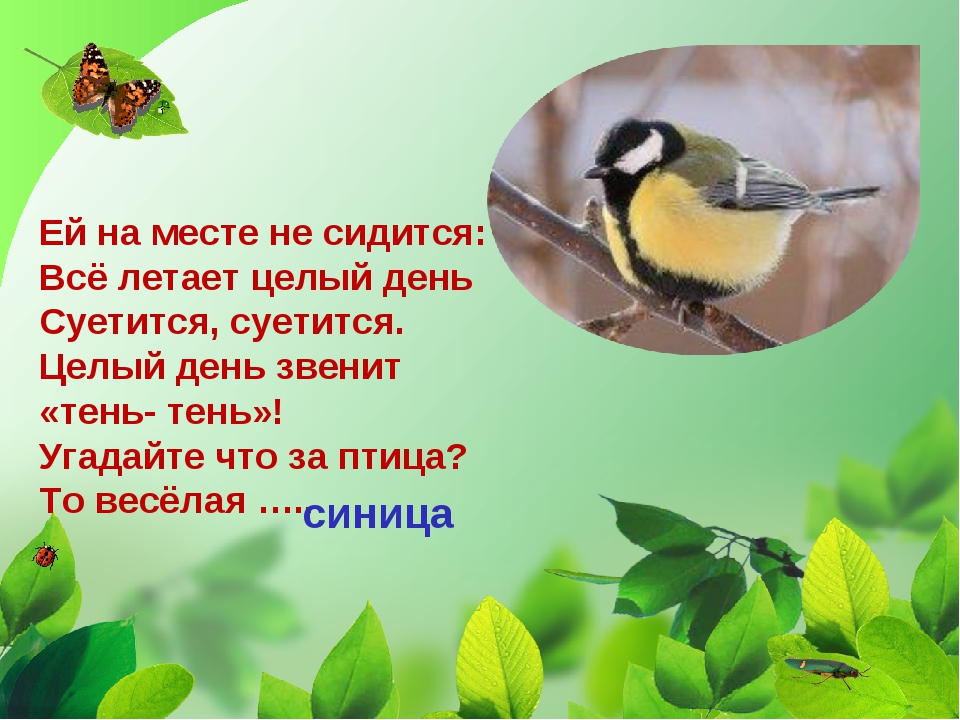 Ей на месте не сидится:
Всё летает целый день
Суетится, суетится.
Целый день звенит
«тень- тень»!
Угадайте что за птица?
То весёлая …..
синица